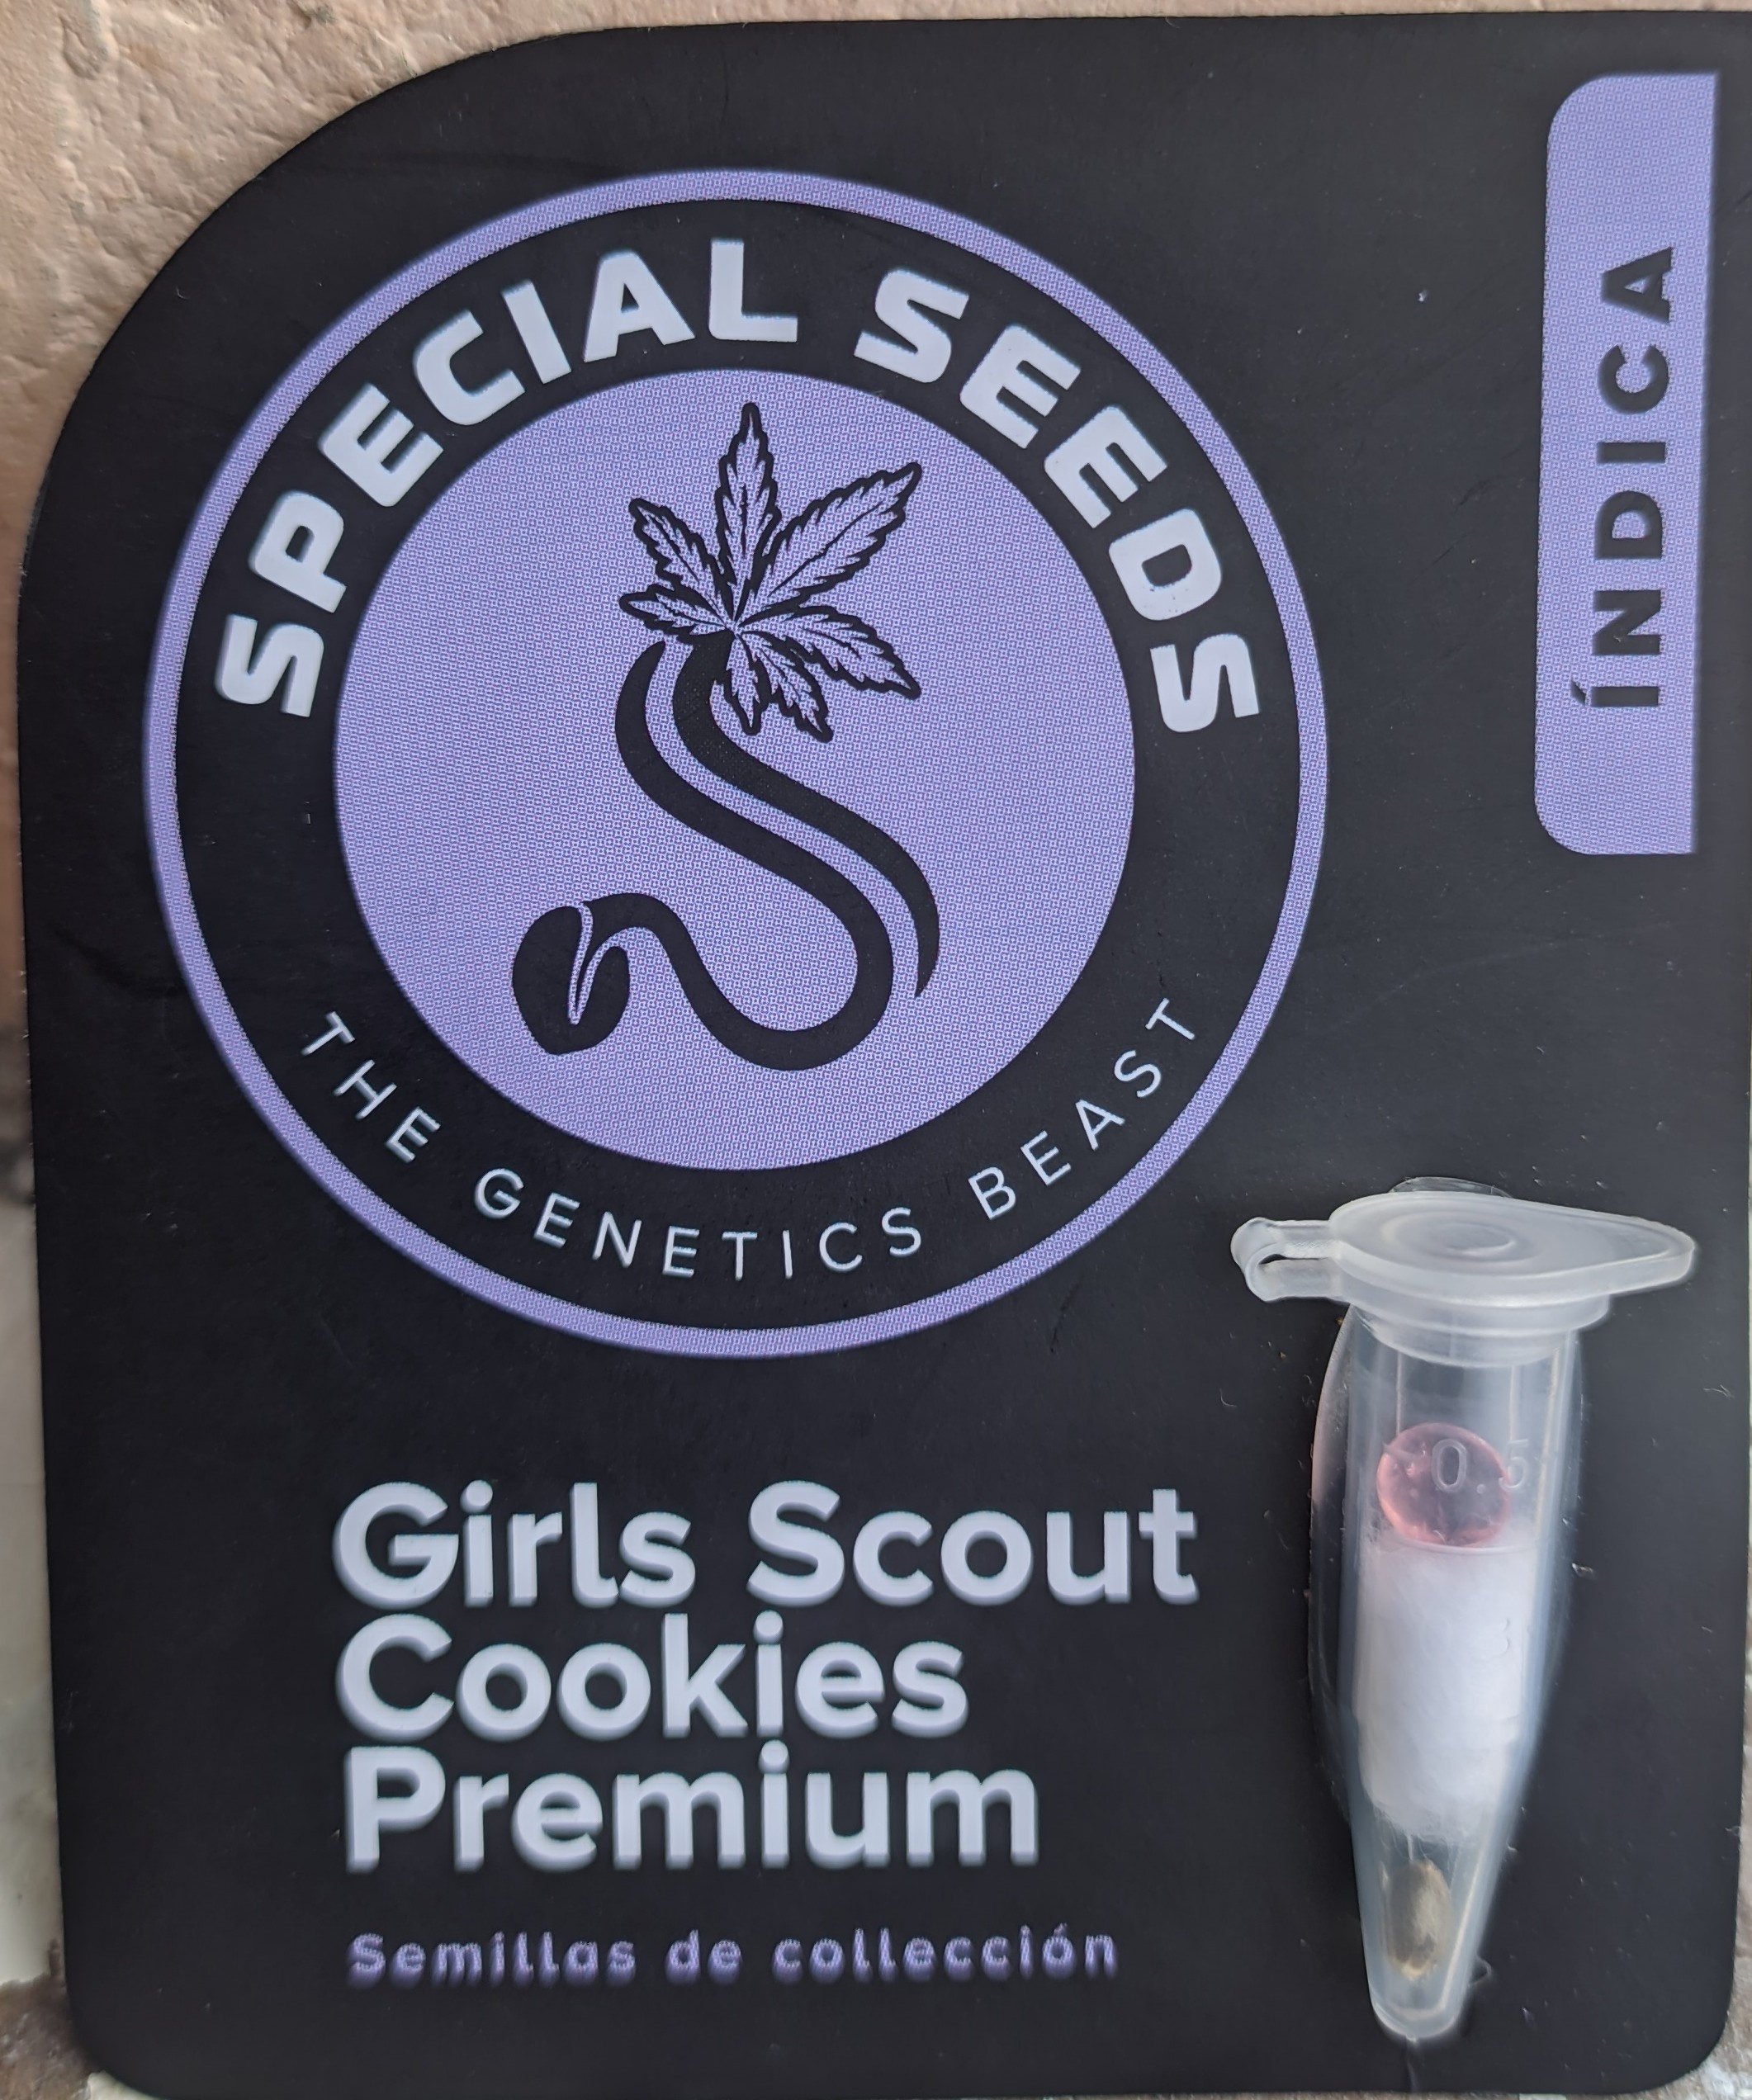 SPECIAL SEEDS
THE GENETICS BEAST
ÍNDICA
Girls Scout
Cookies
Premium
Semillas de collección
0.5